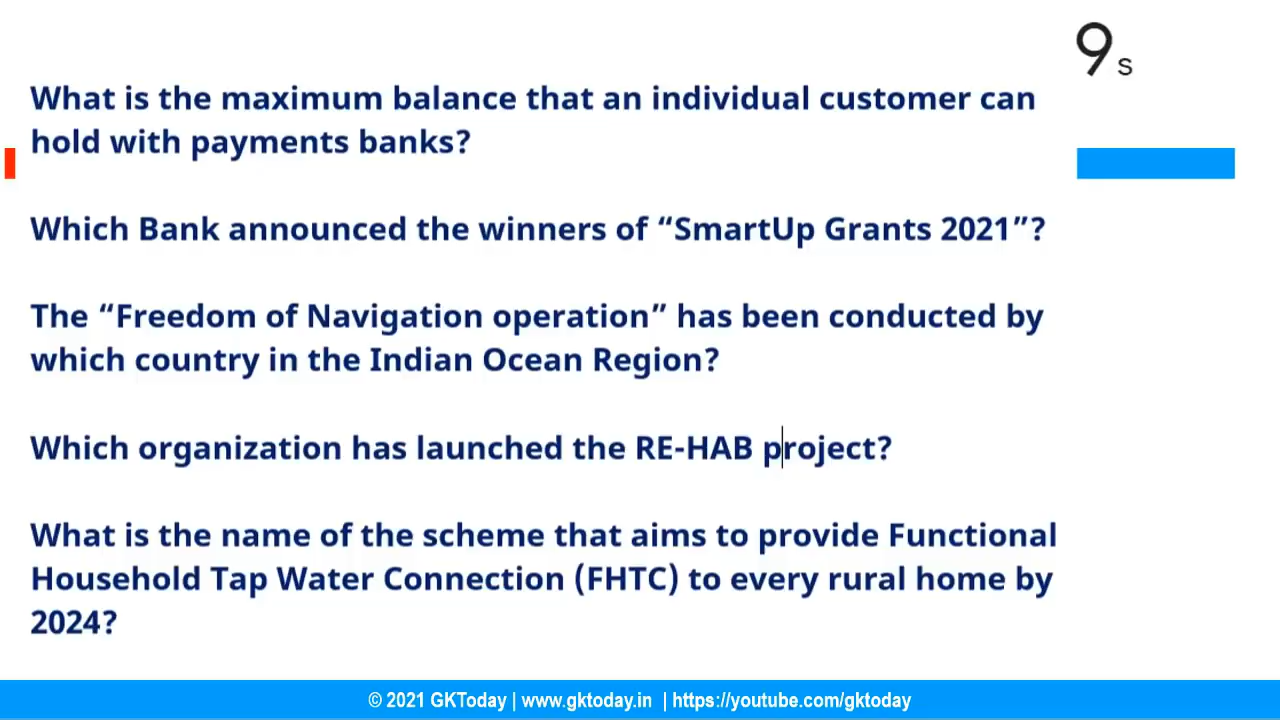 9s
What is the maximum balance that an individual customer can
hold with payments banks?
Which Bank announced the winners of “SmartUp Grants 2021”?
The “Freedom of Navigation operation” has been conducted by
which country in the Indian Ocean Region?
Which organization has launched the RE-HAB project?
What is the name of the scheme that aims to provide Functional
Household Tap Water Connection (FHTC) to every rural home by
2024?
© 2021 GKToday | www.gktoday.in | https://youtube.com/gktoday